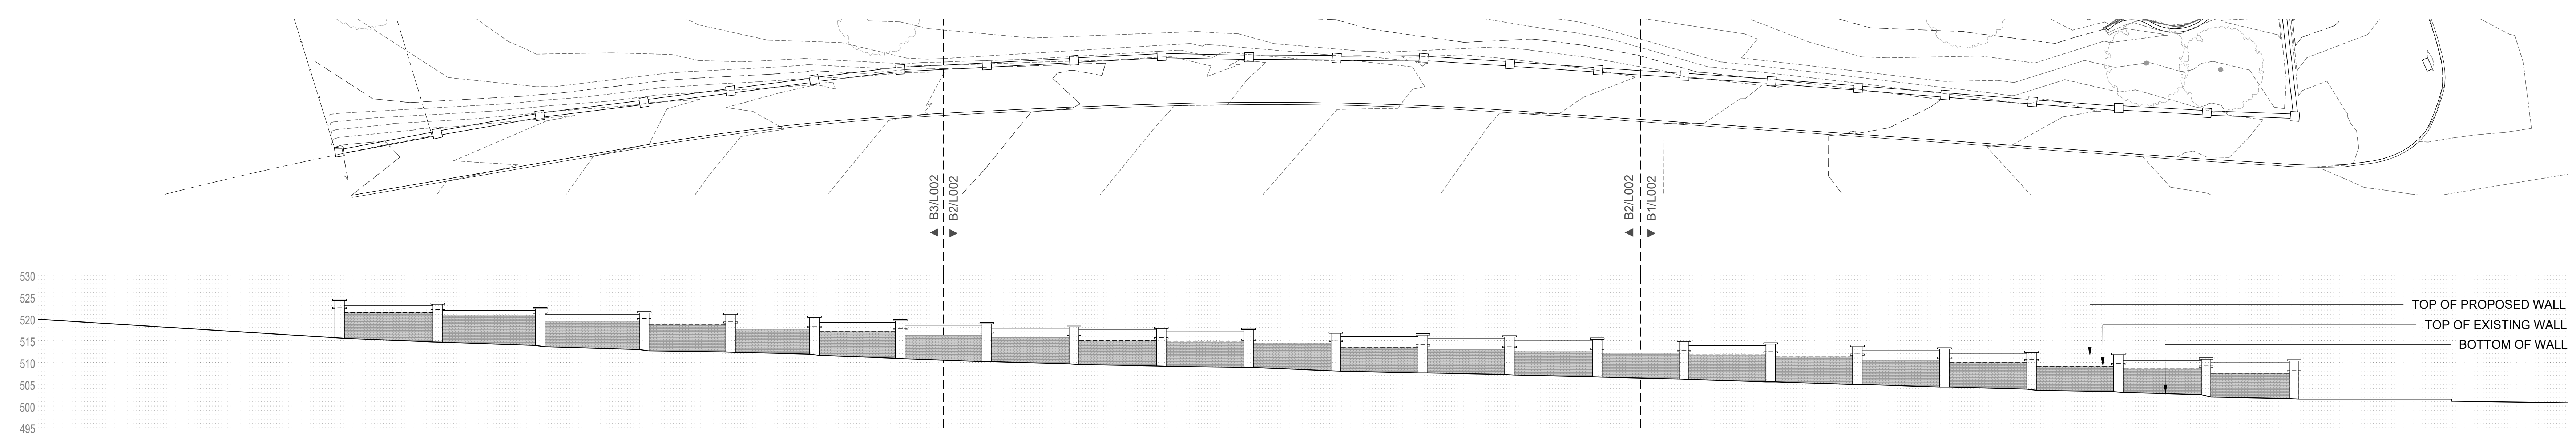 B3/L002
B2/L002
B2/L002
B1/L002
530
525
520
515
510
505
500
495
TOP OF PROPOSED WALL
TOP OF EXISTING WALL
BOTTOM OF WALL